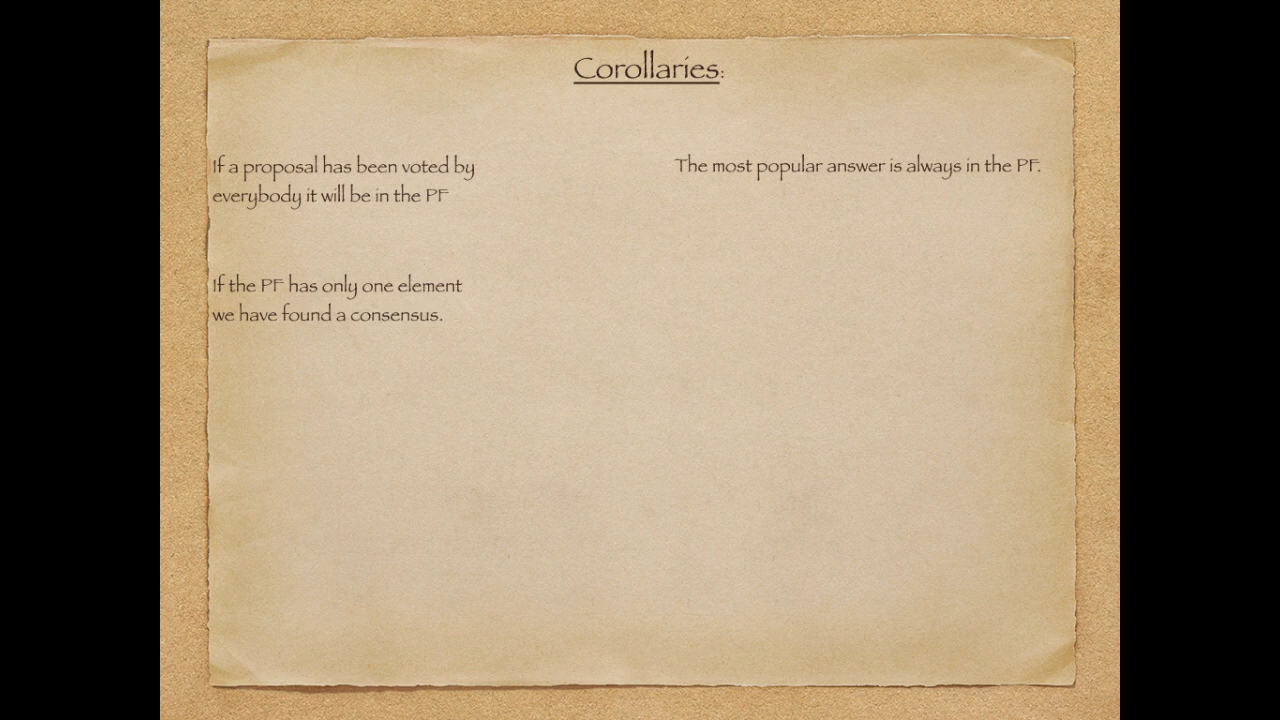 Corollaries:
If a proposal has been voted by
everybody it will be in the PF
If the PF has only one element
we have found a consensus.
The most popular answer is always in the PF.